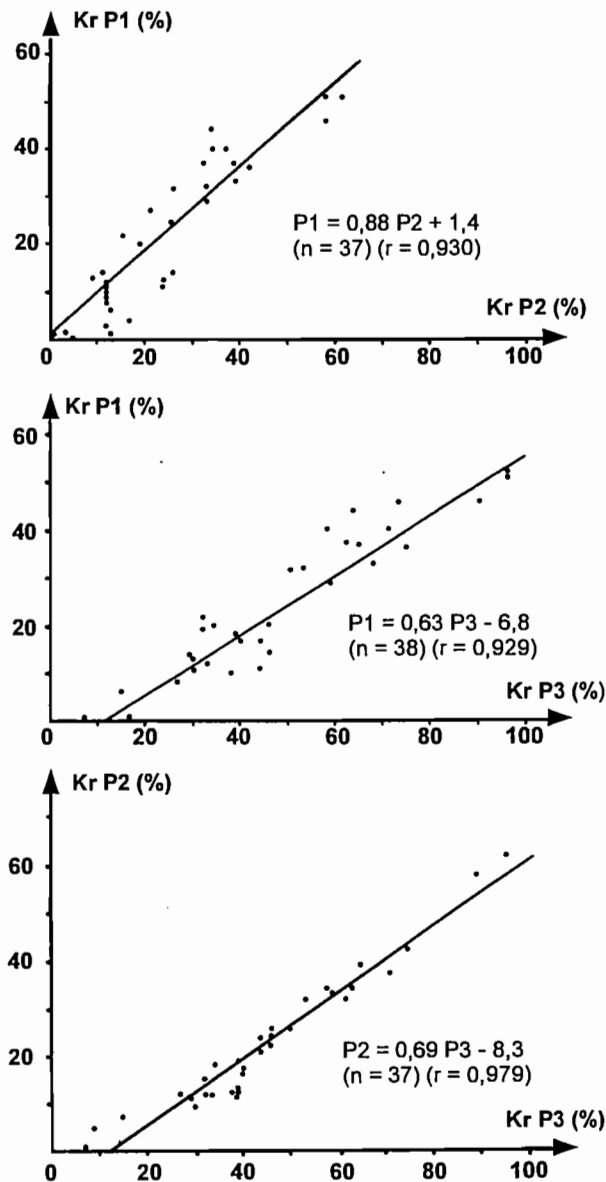 Kr P1 (%)
60
40
20
P1 = 0,88 P2 + 1,4
(n = 37) (r = 0,930)
Kr P2 (%)
0 20 40 60 80 100
Kr P1 (%)
60
40
20
P1 = 0,63 P3 - 6,8
(n = 38) (r = 0,929)
Kr P3 (%)
0 20 40 60 80 100
Kr P2 (%)
60
40
20
P2 = 0,69 P3 - 8,3
(n = 37) (r = 0,979)
Kr P3 (%)
0 20 40 60 80 100